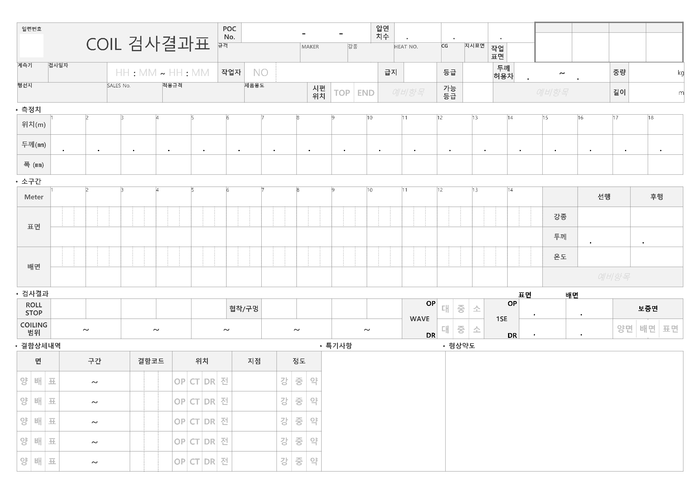 일련번호
COIL 검사결과표
POC No. - -
압연 치수 . . .
규격 MAKER 강종 HEAT NO. CG 지시표면 작업 표면
계측기 검사일자 HH : MM ~ HH : MM 작업자 NO 급지 등급 두께 허용차 . ~ . 중량 kg
행선지 SALES No 적용규격 제품용도 시편 위치 TOP END 예비항목 가능 등급 예비항목 길이 m
· 측정치
위치(m) 1 2 3 4 5 6 7 8 9 10 11 12 13 14 15 16 17 18
두께(㎜) . . . . . . . . . . . . . . . . . .
폭 (㎜)
· 소구간
Meter 1 2 3 4 5 6 7 8 9 10 11 12 13 14 선행 후행
표면 강종
두께 . .
배면 온도
예비항목
· 검사결과 표면 배면
ROLL STOP 협착/구멍 WAVE OP 대 중 소 1SE OP . . 보증면
COILING 범위 ~ ~ ~ ~ ~ DR 대 중 소 DR . . 양면 배면 표면
· 결함상세내역 · 특기사항 · 형상약도
면 구간 결함코드 위치 지점 정도
양 배 표 ~ OP CT DR 전 강 중 약
양 배 표 ~ OP CT DR 전 강 중 약
양 배 표 ~ OP CT DR 전 강 중 약
양 배 표 ~ OP CT DR 전 강 중 약
양 배 표 ~ OP CT DR 전 강 중 약